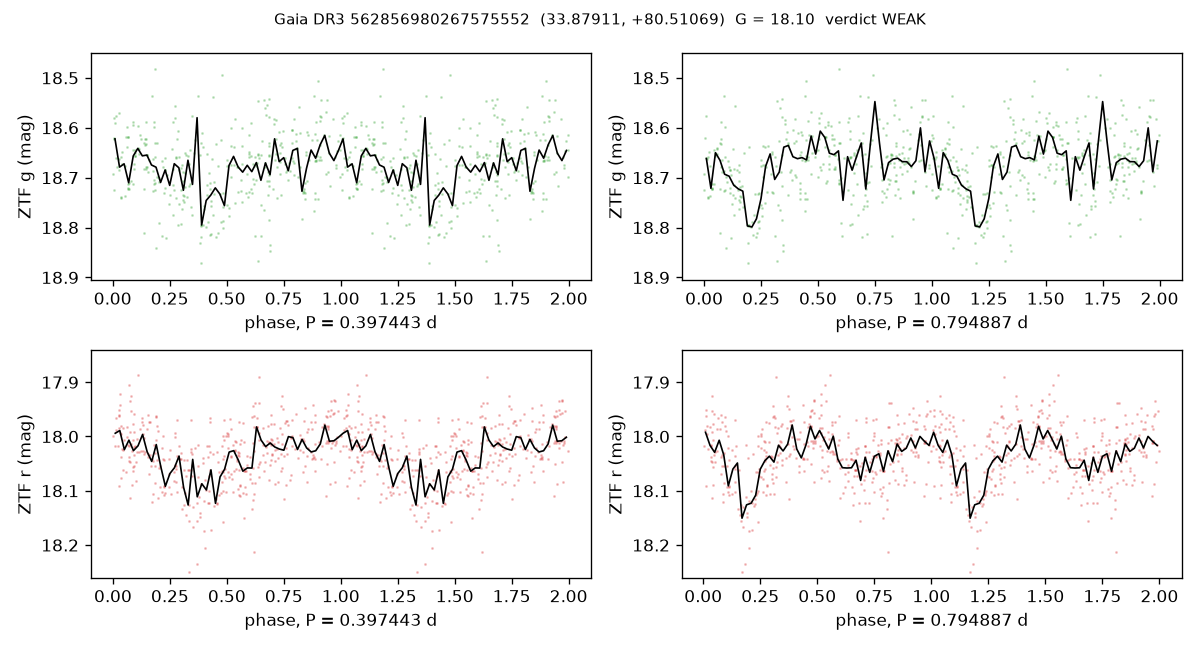 Gaia DR3 562856980267575552 (33.87911, +80.51069) G = 18.10 verdict WEAK
ZTF g (mag)
18.5
18.6
18.7
18.8
18.9
0.00 0.25 0.50 0.75 1.00 1.25 1.50 1.75 2.00
phase, P = 0.397443 d
ZTF g (mag)
18.5
18.6
18.7
18.8
18.9
0.00 0.25 0.50 0.75 1.00 1.25 1.50 1.75 2.00
phase, P = 0.794887 d
ZTF r (mag)
17.9
18.0
18.1
18.2
0.00 0.25 0.50 0.75 1.00 1.25 1.50 1.75 2.00
phase, P = 0.397443 d
ZTF r (mag)
17.9
18.0
18.1
18.2
0.00 0.25 0.50 0.75 1.00 1.25 1.50 1.75 2.00
phase, P = 0.794887 d